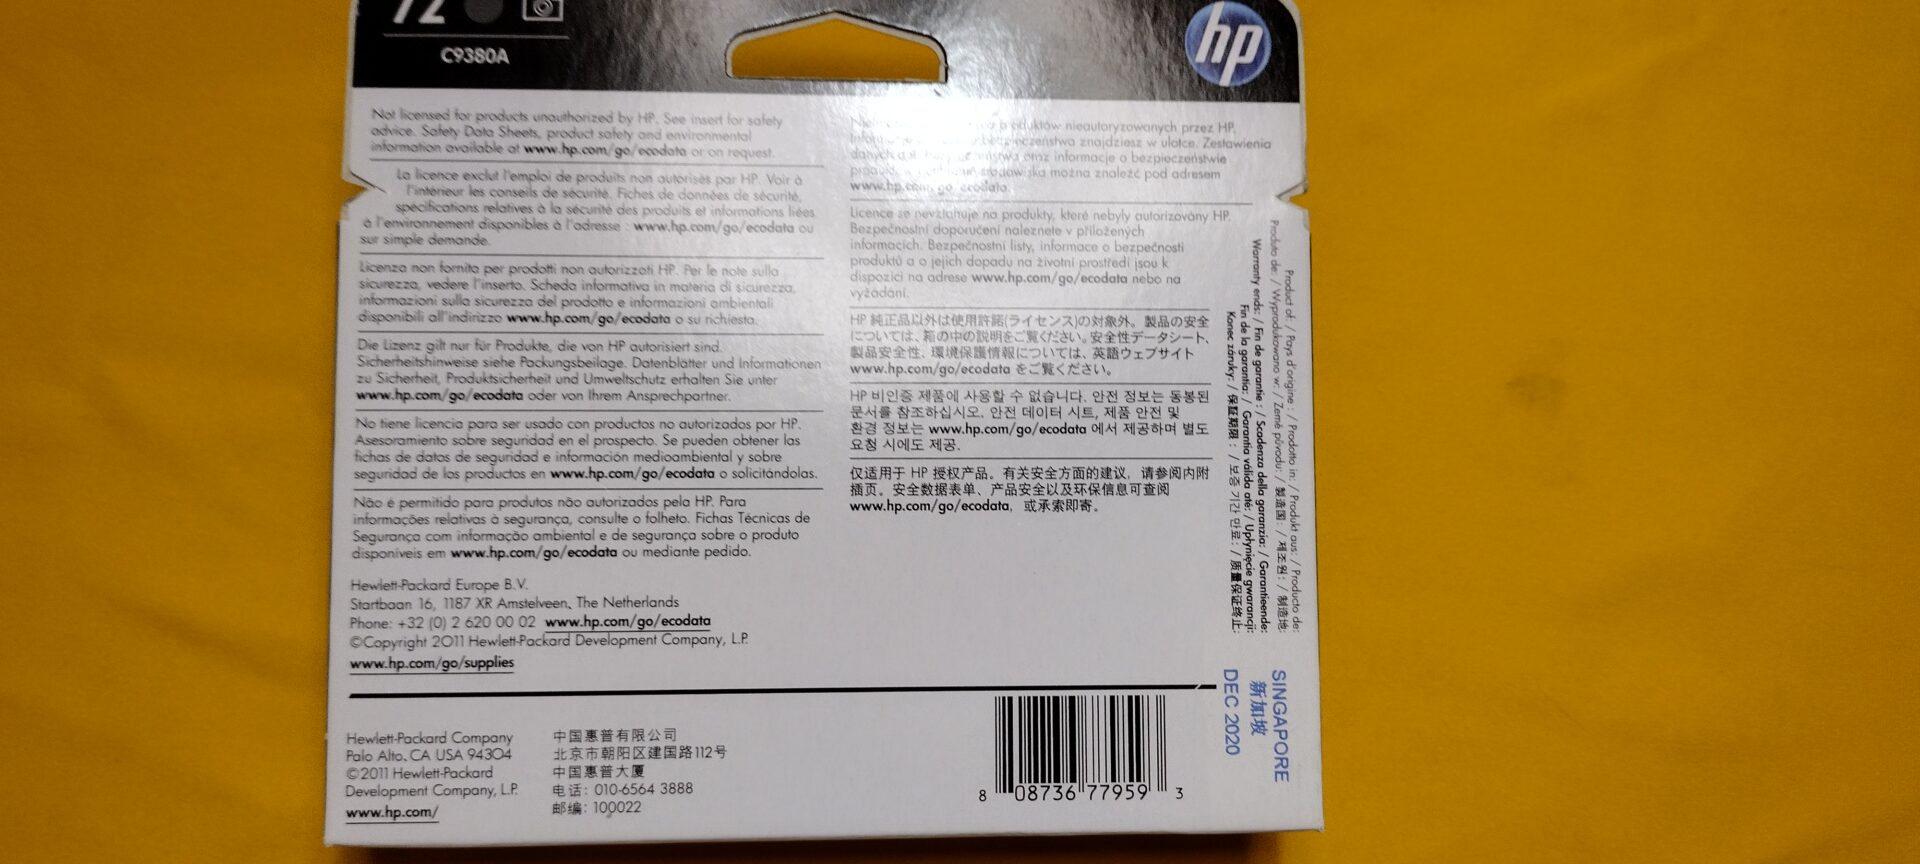 72
C9380A
hp
Not licensed for products unauthorized by HP. See insert for safety
advice. Safety Data Sheets, product safety and environmental
information available at www.hp.com/go/ecodata or on request.
La licence exclut l'emploi de produits non autorisés par HP. Voir à
l'intérieur les conseils de sécurité. Fiches de données de sécurité,
spécifications relatives à la sécurité des produits et informations liées
à l'environnement disponibles à l'adresse : www.hp.com/go/ecodata ou
sur simple demande.
Licenza non fornita per prodotti non autorizzati HP. Per le note sulla
sicurezza, vedere l'inserto. Scheda informativa in materia di sicurezza,
informazioni sulla sicurezza del prodotto e informazioni ambientali
disponibili all'indirizzo www.hp.com/go/ecodata o su richiesta.
Die Lizenz gilt nur für Produkte, die von HP autorisiert sind.
Sicherheitshinweise siehe Packungsbeilage. Datenblätter und Informationen
zu Sicherheit, Produktsicherheit und Umweltschutz erhalten Sie unter
www.hp.com/go/ecodata oder von Ihrem Ansprechpartner.
No tiene licencia para ser usado con productos no autorizados por HP.
Asesoramiento sobre seguridad en el prospecto. Se pueden obtener las
fichas de datos de seguridad e información medioambiental y sobre
seguridad de los productos en www.hp.com/go/ecodata o solicitándolas.
Não é permitido para produtos não autorizados pela HP. Para
informações relativas à segurança, consulte o folheto. Fichas Técnicas de
Segurança com informação ambiental e de segurança sobre o produto
disponíveis em www.hp.com/go/ecodata ou mediante pedido.
Hewlett-Packard Europe B.V.
Startbaan 16, 1187 XR Amstelveen, The Netherlands
Phone: +32 (0) 2 620 00 02 www.hp.com/go/ecodata
©Copyright 2011 Hewlett-Packard Development Company, L.P.
www.hp.com/go/supplies
nieautoryzowanych przez HP.
znajdziesz w ulotce. Zestawienia
oraz informacje o bezpieczeństwie
środowiska można znaleźć pod adresem
www.hp.com/go/ecodata.
Licence se nevztahuje na produkty, které nebyly autorizovány HP.
Bezpečnostní doporučení naleznete v přiložených
informacích. Bezpečnostní listy, informace o bezpečnosti
produktů a o jejich dopadu na životní prostředí jsou k
dispozici na adrese www.hp.com/go/ecodata nebo na
vyžádání.
HP 純正品以外は使用許諾(ライセンス)の対象外。製品の安全
については、箱の中の説明をご覧ください。安全性データシート、
製品安全性、環境保護情報については、英語ウェブサイト
www.hp.com/go/ecodata をご覧ください。
HP 비인증 제품에 사용할 수 없습니다. 안전 정보는 동봉된
문서를 참조하십시오. 안전 데이터 시트, 제품 안전 및
환경 정보는 www.hp.com/go/ecodata 에서 제공하며 별도
요청 시에도 제공.
仅适用于 HP 授权产品。有关安全方面的建议，请参阅内附
插页。安全数据表单、产品安全以及环保信息可查阅
www.hp.com/go/ecodata，或承索即寄。
Product of: / Pays d'origine : / Prodotto in: / Produkt aus: / Producto de:
Produto de: / Wyprodukowano w: / Země původu: / 製造国: / 제조원: / 制造地:
Warranty ends: / Fin de garantie : / Scadenza della garanzia: / Garantieende:
Fin de la garantía: / Garantia válida até: / Upłynięcie gwarancji:
Konec záruky: / 保証期限: / 보증 기간 만료: / 质量保证终止:
SINGAPORE
新加坡
DEC 2020
Hewlett-Packard Company
Palo Alto, CA USA 94304
©2011 Hewlett-Packard
Development Company, L.P.
www.hp.com/
中国惠普有限公司
北京市朝阳区建国路112号
中国惠普大厦
电话: 010-6564 3888
邮编: 100022
8 08736 77959 3